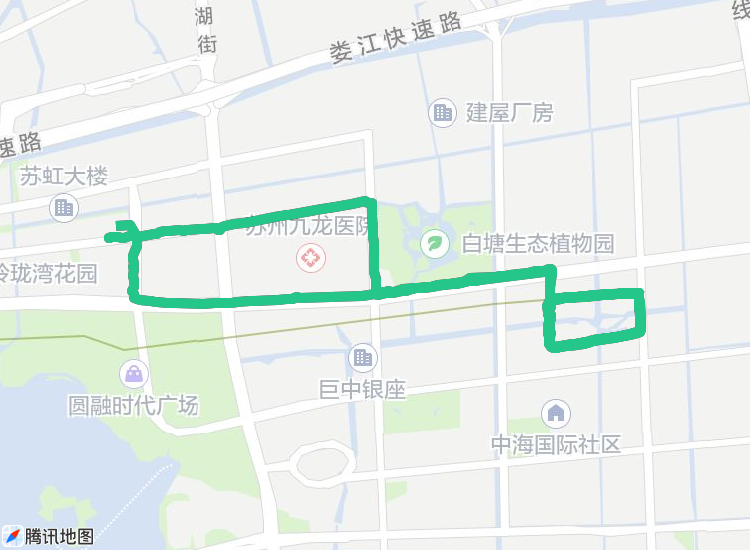 湖
街
娄江快速路
线
建屋厂房
速路
苏虹大楼
苏州九龙医院
白塘生态植物园
玲珑湾花园
巨中银座
圆融时代广场
中海国际社区
腾讯地图